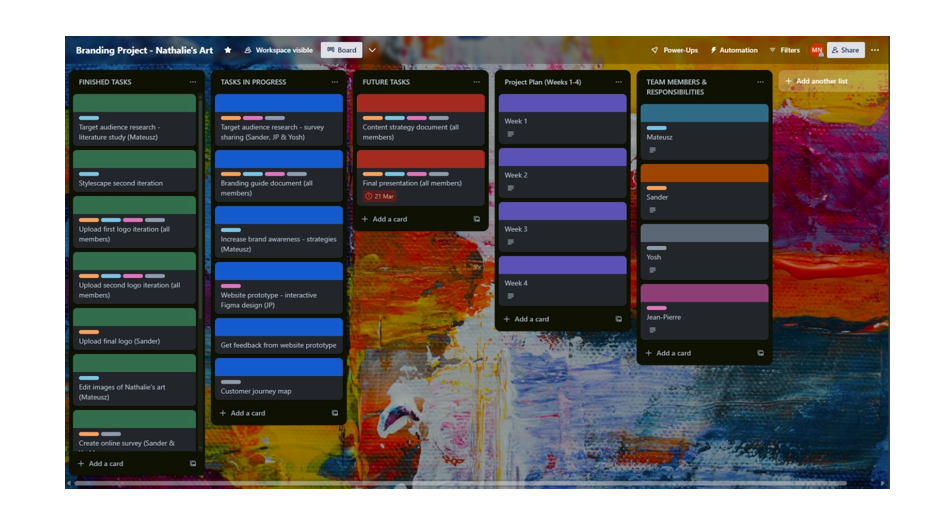 Branding Project - Nathalie's Art
Workspace visible
Board
Power-Ups
Automation
Filters
MN
Share
FINISHED TASKS
Target audience research -
literature study (Mateusz)
Stylescape second iteration
Upload first logo iteration (all
members)
Upload second logo iteration (all
members)
Upload final logo (Sander)
Edit images of Nathalie's art
(Mateusz)
Create online survey (Sander &
+ Add a card
TASKS IN PROGRESS
Target audience research - survey
sharing (Sander, JP & Yosh)
Branding guide document (all
members)
Increase brand awareness - strategies
(Mateusz)
Website prototype - interactive
Figma design (JP)
Get feedback from website prototype
Customer journey map
+ Add a card
FUTURE TASKS
Content strategy document (all
members)
Final presentation (all members)
21 Mar
+ Add a card
Project Plan (Weeks 1-4)
Week 1
Week 2
Week 3
Week 4
+ Add a card
TEAM MEMBERS &
RESPONSIBILITIES
Mateusz
Sander
Yosh
Jean-Pierre
+ Add a card
+ Add another list